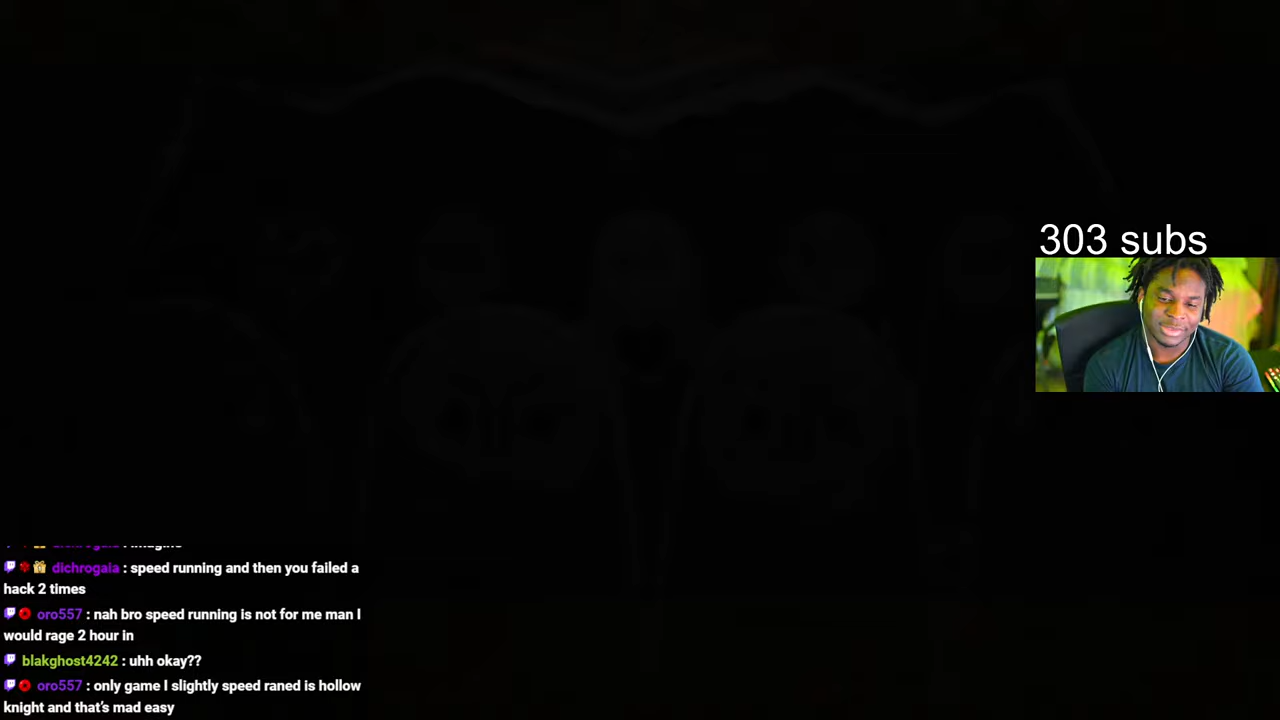 303 subs
dichrogaia : speed running and then you failed a
hack 2 times
oro557 : nah bro speed running is not for me man I
would rage 2 hour in
blakghost4242 : uhh okay??
oro557 : only game I slightly speed raned is hollow
knight and that's mad easy